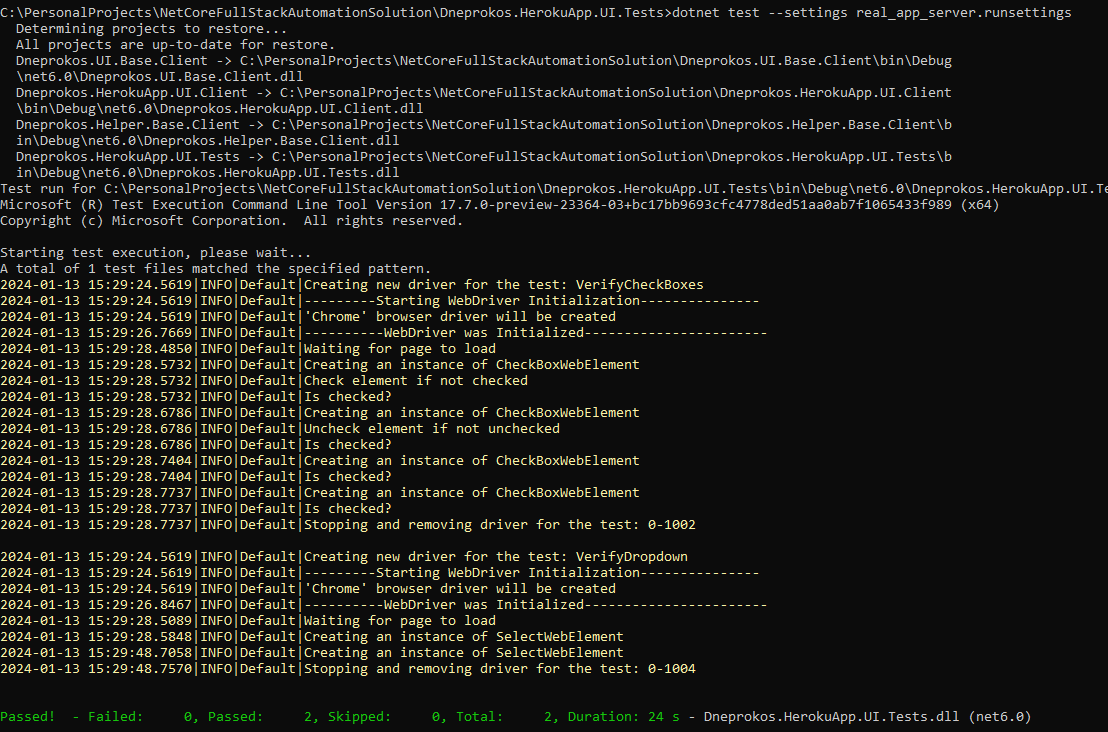 C:\PersonalProjects\NetCoreFullStackAutomationSolution\Dneprokos.HerokuApp.UI.Tests>dotnet test --settings real_app_server.runsettings
Determining projects to restore...
All projects are up-to-date for restore.
Dneprokos.UI.Base.Client -> C:\PersonalProjects\NetCoreFullStackAutomationSolution\Dneprokos.UI.Base.Client\bin\Debug
\net6.0\Dneprokos.UI.Base.Client.dll
Dneprokos.HerokuApp.UI.Client -> C:\PersonalProjects\NetCoreFullStackAutomationSolution\Dneprokos.HerokuApp.UI.Client
\bin\Debug\net6.0\Dneprokos.HerokuApp.UI.Client.dll
Dneprokos.Helper.Base.Client -> C:\PersonalProjects\NetCoreFullStackAutomationSolution\Dneprokos.Helper.Base.Client\b
in\Debug\net6.0\Dneprokos.Helper.Base.Client.dll
Dneprokos.HerokuApp.UI.Tests -> C:\PersonalProjects\NetCoreFullStackAutomationSolution\Dneprokos.HerokuApp.UI.Tests\b
in\Debug\net6.0\Dneprokos.HerokuApp.UI.Tests.dll
Test run for C:\PersonalProjects\NetCoreFullStackAutomationSolution\Dneprokos.HerokuApp.UI.Tests\bin\Debug\net6.0\Dneprokos.HerokuApp.UI.Te
Microsoft (R) Test Execution Command Line Tool Version 17.7.0-preview-23364-03+bc17bb9693cfc4778ded51aa0ab7f1065433f989 (x64)
Copyright (c) Microsoft Corporation.  All rights reserved.
Starting test execution, please wait...
A total of 1 test files matched the specified pattern.
2024-01-13 15:29:24.5619|INFO|Default|Creating new driver for the test: VerifyCheckBoxes
2024-01-13 15:29:24.5619|INFO|Default|---------Starting WebDriver Initialization---------------
2024-01-13 15:29:24.5619|INFO|Default|'Chrome' browser driver will be created
2024-01-13 15:29:26.7669|INFO|Default|----------WebDriver was Initialized-----------------------
2024-01-13 15:29:28.4850|INFO|Default|Waiting for page to load
2024-01-13 15:29:28.5732|INFO|Default|Creating an instance of CheckBoxWebElement
2024-01-13 15:29:28.5732|INFO|Default|Check element if not checked
2024-01-13 15:29:28.5732|INFO|Default|Is checked?
2024-01-13 15:29:28.6786|INFO|Default|Creating an instance of CheckBoxWebElement
2024-01-13 15:29:28.6786|INFO|Default|Uncheck element if not unchecked
2024-01-13 15:29:28.6786|INFO|Default|Is checked?
2024-01-13 15:29:28.7404|INFO|Default|Creating an instance of CheckBoxWebElement
2024-01-13 15:29:28.7404|INFO|Default|Is checked?
2024-01-13 15:29:28.7737|INFO|Default|Creating an instance of CheckBoxWebElement
2024-01-13 15:29:28.7737|INFO|Default|Is checked?
2024-01-13 15:29:28.7737|INFO|Default|Stopping and removing driver for the test: 0-1002
2024-01-13 15:29:24.5619|INFO|Default|Creating new driver for the test: VerifyDropdown
2024-01-13 15:29:24.5619|INFO|Default|---------Starting WebDriver Initialization---------------
2024-01-13 15:29:24.5619|INFO|Default|'Chrome' browser driver will be created
2024-01-13 15:29:26.8467|INFO|Default|----------WebDriver was Initialized-----------------------
2024-01-13 15:29:28.5089|INFO|Default|Waiting for page to load
2024-01-13 15:29:28.5848|INFO|Default|Creating an instance of SelectWebElement
2024-01-13 15:29:48.7058|INFO|Default|Creating an instance of SelectWebElement
2024-01-13 15:29:48.7570|INFO|Default|Stopping and removing driver for the test: 0-1004
Passed!  - Failed:     0, Passed:     2, Skipped:     0, Total:     2, Duration: 24 s - Dneprokos.HerokuApp.UI.Tests.dll (net6.0)